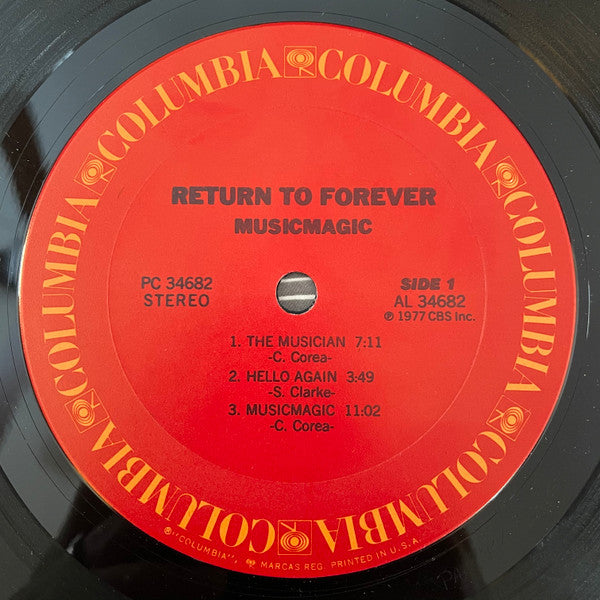 COLUMBIA COLUMBIA COLUMBIA COLUMBIA COLUMBIA COLUMBIA COLUMBIA COLUMBIA
RETURN TO FOREVER
MUSICMAGIC
PC 34682
STEREO
SIDE 1
AL 34682
℗ 1977 CBS Inc.
1. THE MUSICIAN 7:11
-C. Corea-
2. HELLO AGAIN 3:49
-S. Clarke-
3. MUSICMAGIC 11:02
-C. Corea-
®"COLUMBIA", MARCAS REG. PRINTED IN U.S.A.